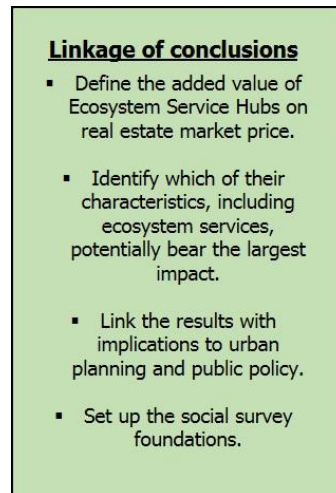 Linkage of conclusions
▪ Define the added value of
Ecosystem Service Hubs on
real estate market price.
▪ Identify which of their
characteristics, including
ecosystem services,
potentially bear the largest
impact.
▪ Link the results with
implications to urban
planning and public policy.
▪ Set up the social survey
foundations.